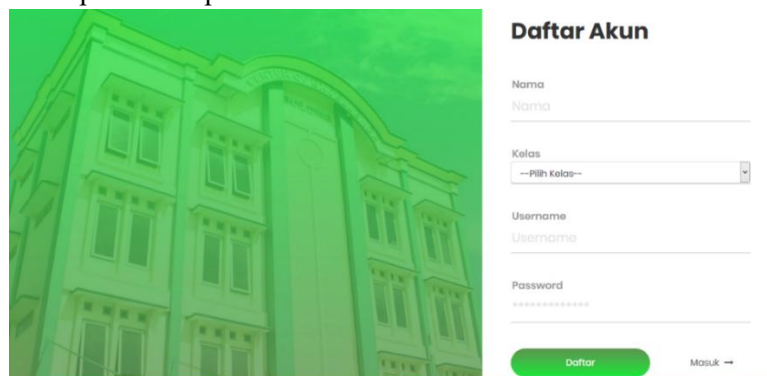 Daftar Akun
Nama
Nama
Kelas
--Pilih Kelas--
Username
Username
Password
*************
Daftar
Masuk →